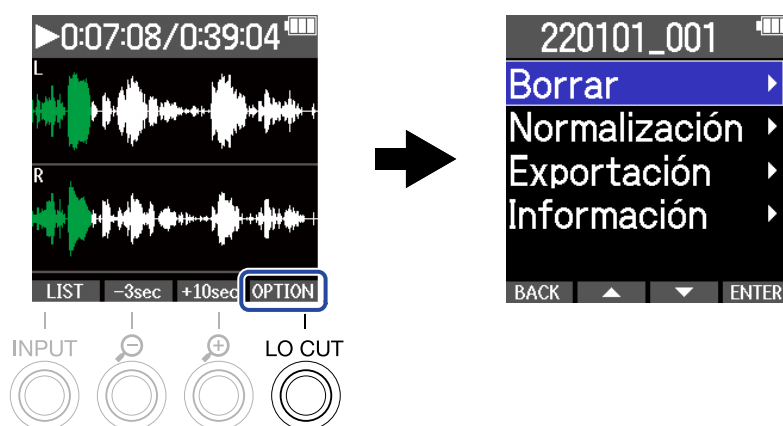 0:07:08/0:39:04
L
R
LIST -3sec +10sec OPTION
INPUT LO CUT
220101_001
Borrar
Normalización
Exportación
Información
BACK ENTER